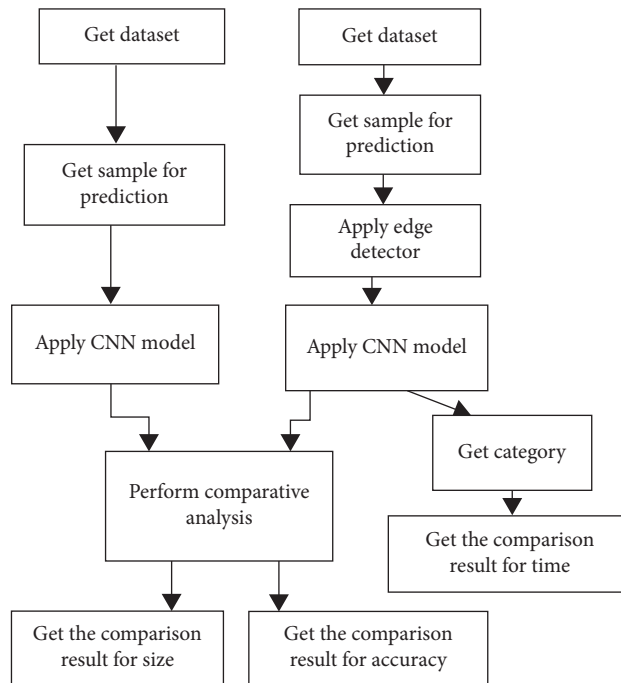 Get dataset
Get dataset
Get sample for
prediction
Get sample for
prediction
Apply edge
detector
Apply CNN model
Apply CNN model
Get category
Perform comparative
analysis
Get the comparison
result for time
Get the comparison
result for size
Get the comparison
result for accuracy